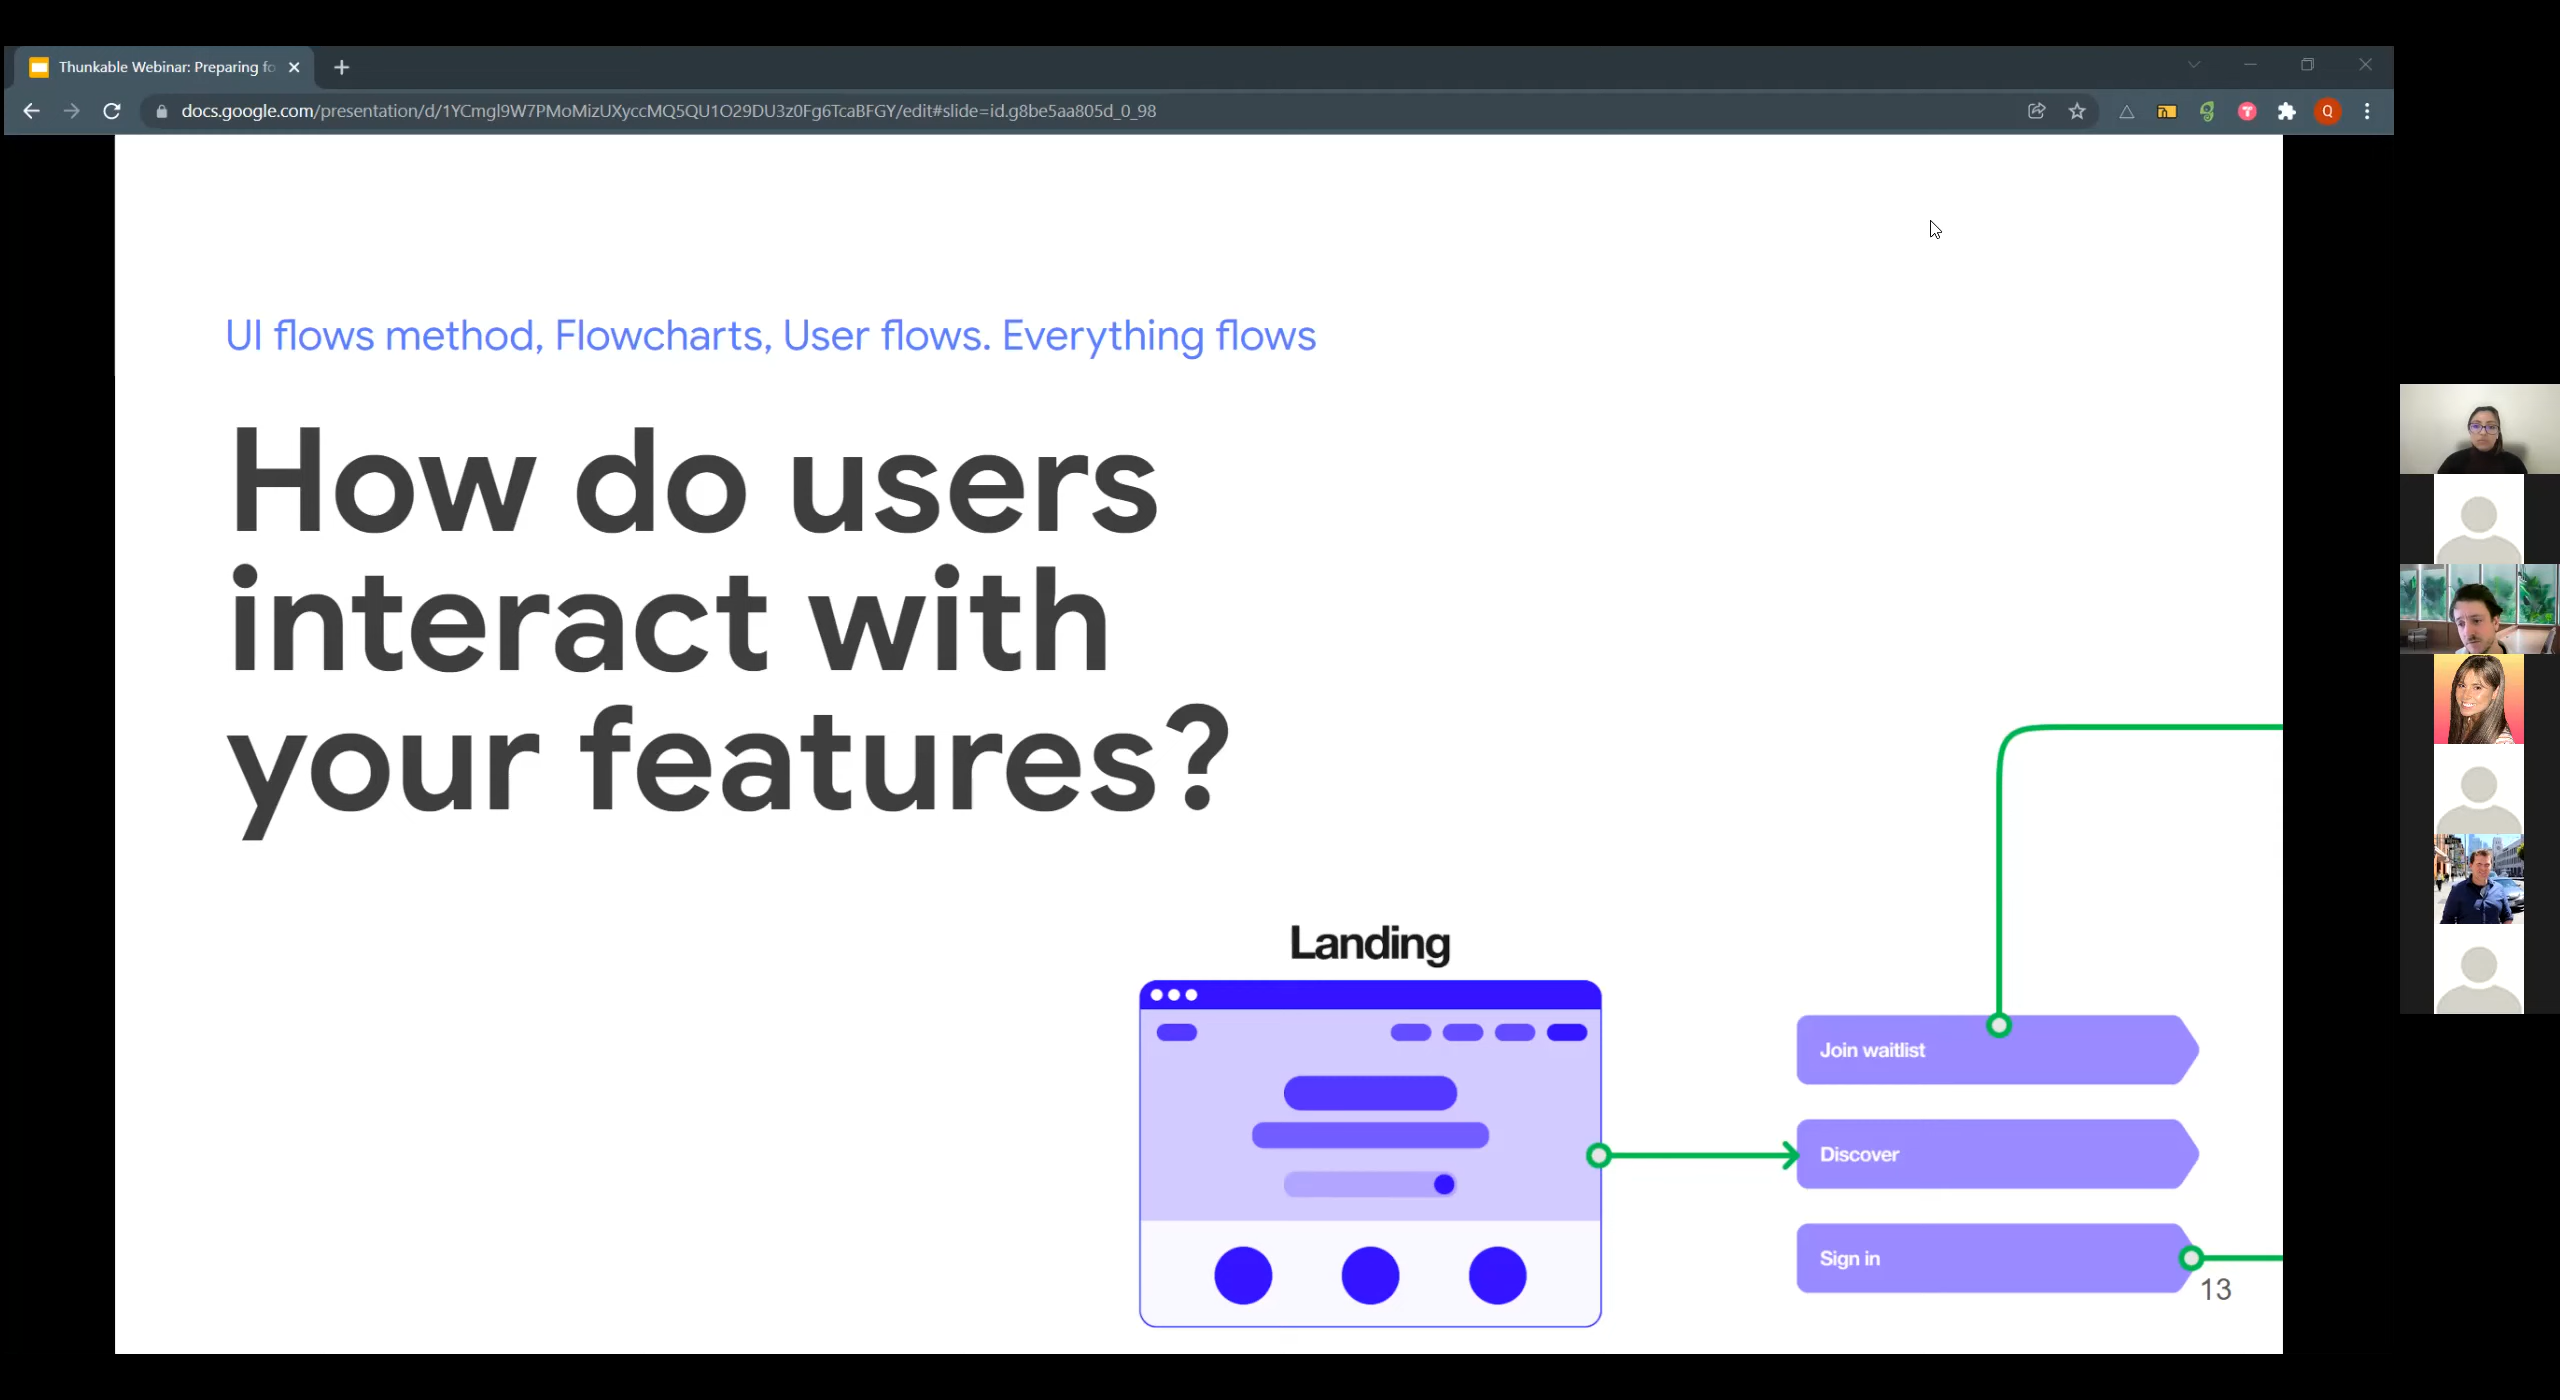 Thunkable Webinar: Preparing fo
docs.google.com/presentation/d/1YCmgl9W7PMoMizUXyccMQ5QU1O29DU3z0Fg6TcaBFGY/edit#slide=id.g8be5aa805d_0_98
Q
UI flows method, Flowcharts, User flows. Everything flows
How do users
interact with
your features?
Landing
Join waitlist
Discover
Sign in
13